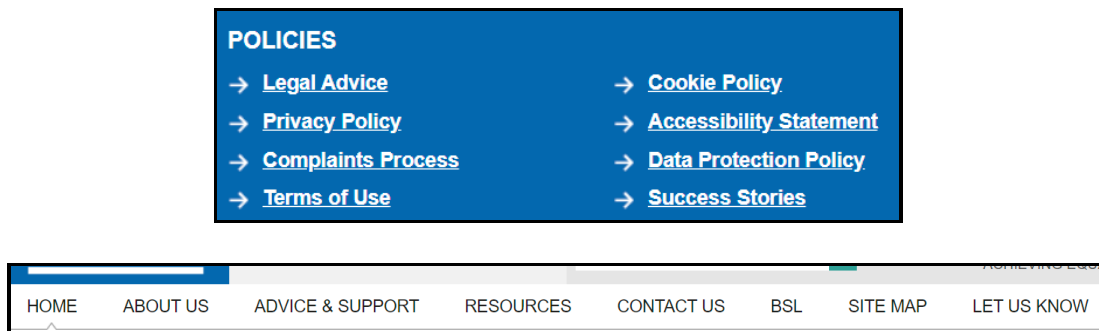 POLICIES
Legal Advice
Cookie Policy
Privacy Policy
Accessibility Statement
Complaints Process
Data Protection Policy
Terms of Use
Success Stories
HOME ABOUT US ADVICE & SUPPORT RESOURCES CONTACT US BSL SITE MAP LET US KNOW